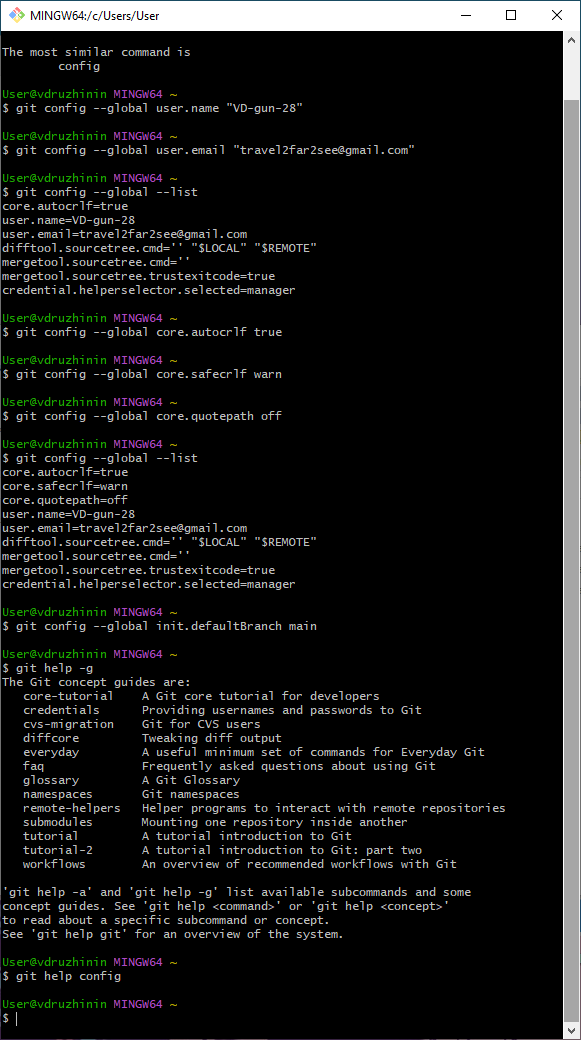 MINGW64:/c/Users/User
The most similar command is
        config
User@vdruzhinin MINGW64 ~
$ git config --global user.name "VD-gun-28"
User@vdruzhinin MINGW64 ~
$ git config --global user.email "travel2far2see@gmail.com"
User@vdruzhinin MINGW64 ~
$ git config --global --list
core.autocrlf=true
user.name=VD-gun-28
user.email=travel2far2see@gmail.com
difftool.sourcetree.cmd='' "$LOCAL" "$REMOTE"
mergetool.sourcetree.cmd=''
mergetool.sourcetree.trustexitcode=true
credential.helperselector.selected=manager
User@vdruzhinin MINGW64 ~
$ git config --global core.autocrlf true
User@vdruzhinin MINGW64 ~
$ git config --global core.safecrlf warn
User@vdruzhinin MINGW64 ~
$ git config --global core.quotepath off
User@vdruzhinin MINGW64 ~
$ git config --global --list
core.autocrlf=true
core.safecrlf=warn
core.quotepath=off
user.name=VD-gun-28
user.email=travel2far2see@gmail.com
difftool.sourcetree.cmd='' "$LOCAL" "$REMOTE"
mergetool.sourcetree.cmd=''
mergetool.sourcetree.trustexitcode=true
credential.helperselector.selected=manager
User@vdruzhinin MINGW64 ~
$ git config --global init.defaultBranch main
User@vdruzhinin MINGW64 ~
$ git help -g
The Git concept guides are:
   core-tutorial    A Git core tutorial for developers
   credentials      Providing usernames and passwords to Git
   cvs-migration    Git for CVS users
   diffcore         Tweaking diff output
   everyday         A useful minimum set of commands for Everyday Git
   faq              Frequently asked questions about using Git
   glossary         A Git Glossary
   namespaces       Git namespaces
   remote-helpers   Helper programs to interact with remote repositories
   submodules       Mounting one repository inside another
   tutorial         A tutorial introduction to Git
   tutorial-2       A tutorial introduction to Git: part two
   workflows        An overview of recommended workflows with Git
'git help -a' and 'git help -g' list available subcommands and some
concept guides. See 'git help <command>' or 'git help <concept>'
to read about a specific subcommand or concept.
See 'git help git' for an overview of the system.
User@vdruzhinin MINGW64 ~
$ git help config
User@vdruzhinin MINGW64 ~
$